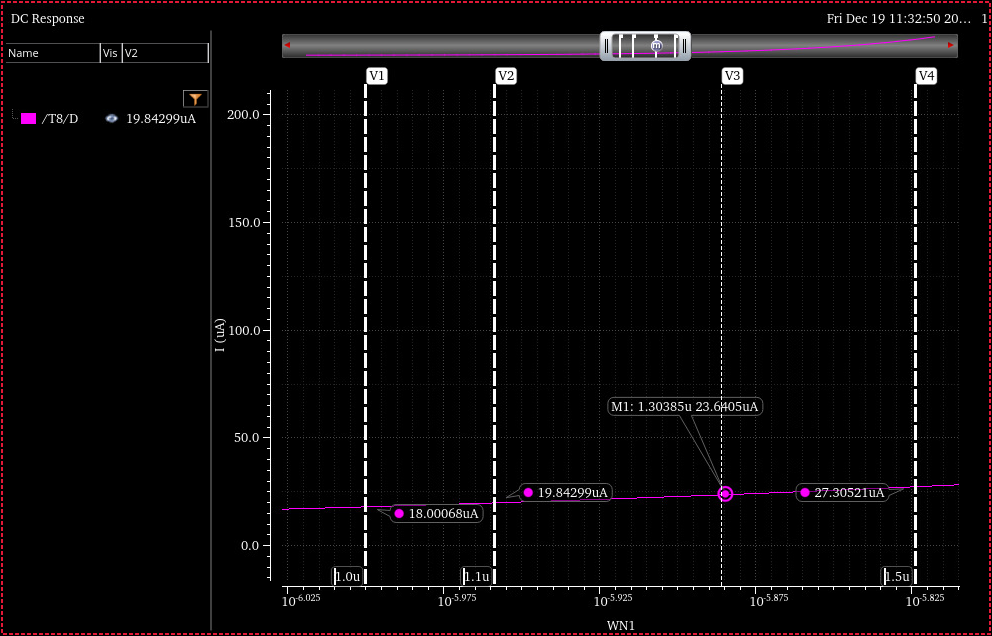 DC Response
Fri Dec 19 11:32:50 20... 1
Name Vis V2
/T8/D 19.84299uA
m
V1 V2 V3 V4
200.0
150.0
100.0
I (uA)
50.0
0.0
M1: 1.30385u 23.6405uA
19.84299uA
27.30521uA
18.00068uA
1.0u 1.1u 1.5u
10-6.025 10-5.975 10-5.925 10-5.875 10-5.825
WN1